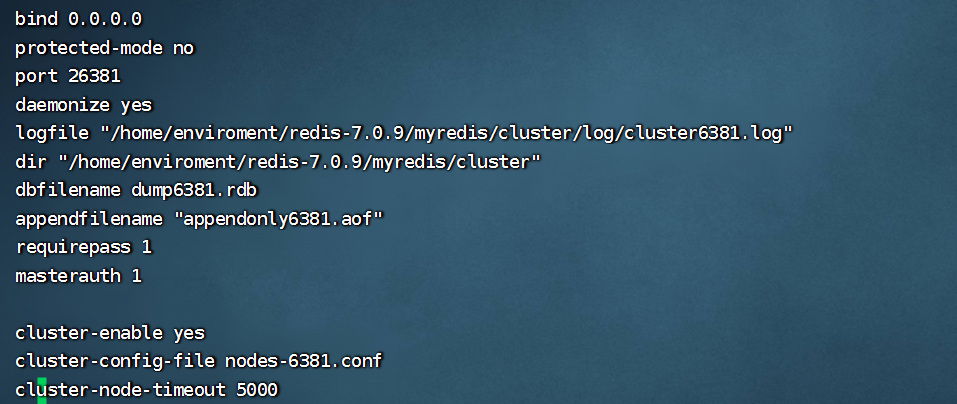 bind 0.0.0.0
protected-mode no
port 26381
daemonize yes
logfile "/home/enviroment/redis-7.0.9/myredis/cluster/log/cluster6381.log"
dir "/home/enviroment/redis-7.0.9/myredis/cluster"
dbfilename dump6381.rdb
appendfilename "appendonly6381.aof"
requirepass 1
masterauth 1
cluster-enable yes
cluster-config-file nodes-6381.conf
cluster-node-timeout 5000